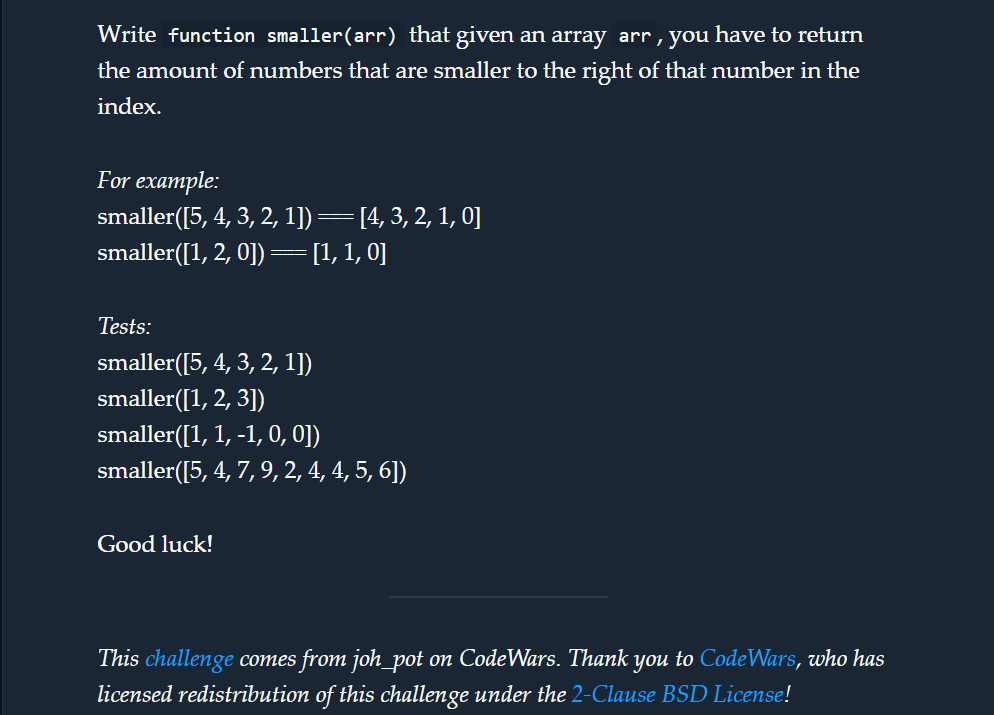 Write function smaller(arr) that given an array arr , you have to return
the amount of numbers that are smaller to the right of that number in the
index.
For example:
smaller([5, 4, 3, 2, 1]) === [4, 3, 2, 1, 0]
smaller([1, 2, 0]) === [1, 1, 0]
Tests:
smaller([5, 4, 3, 2, 1])
smaller([1, 2, 3])
smaller([1, 1, -1, 0, 0])
smaller([5, 4, 7, 9, 2, 4, 4, 5, 6])
Good luck!
This challenge comes from joh_pot on CodeWars. Thank you to CodeWars, who has
licensed redistribution of this challenge under the 2-Clause BSD License!